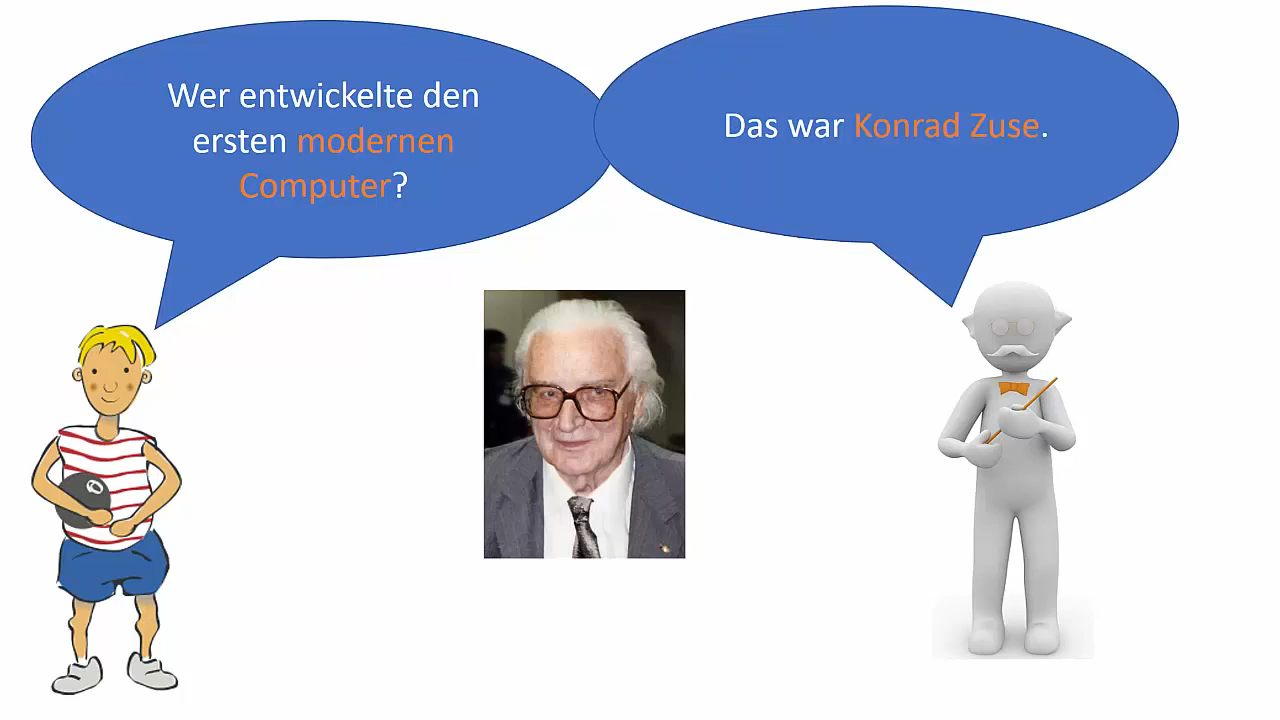 Wer entwickelte den
ersten modernen
Computer?
Das war Konrad Zuse.